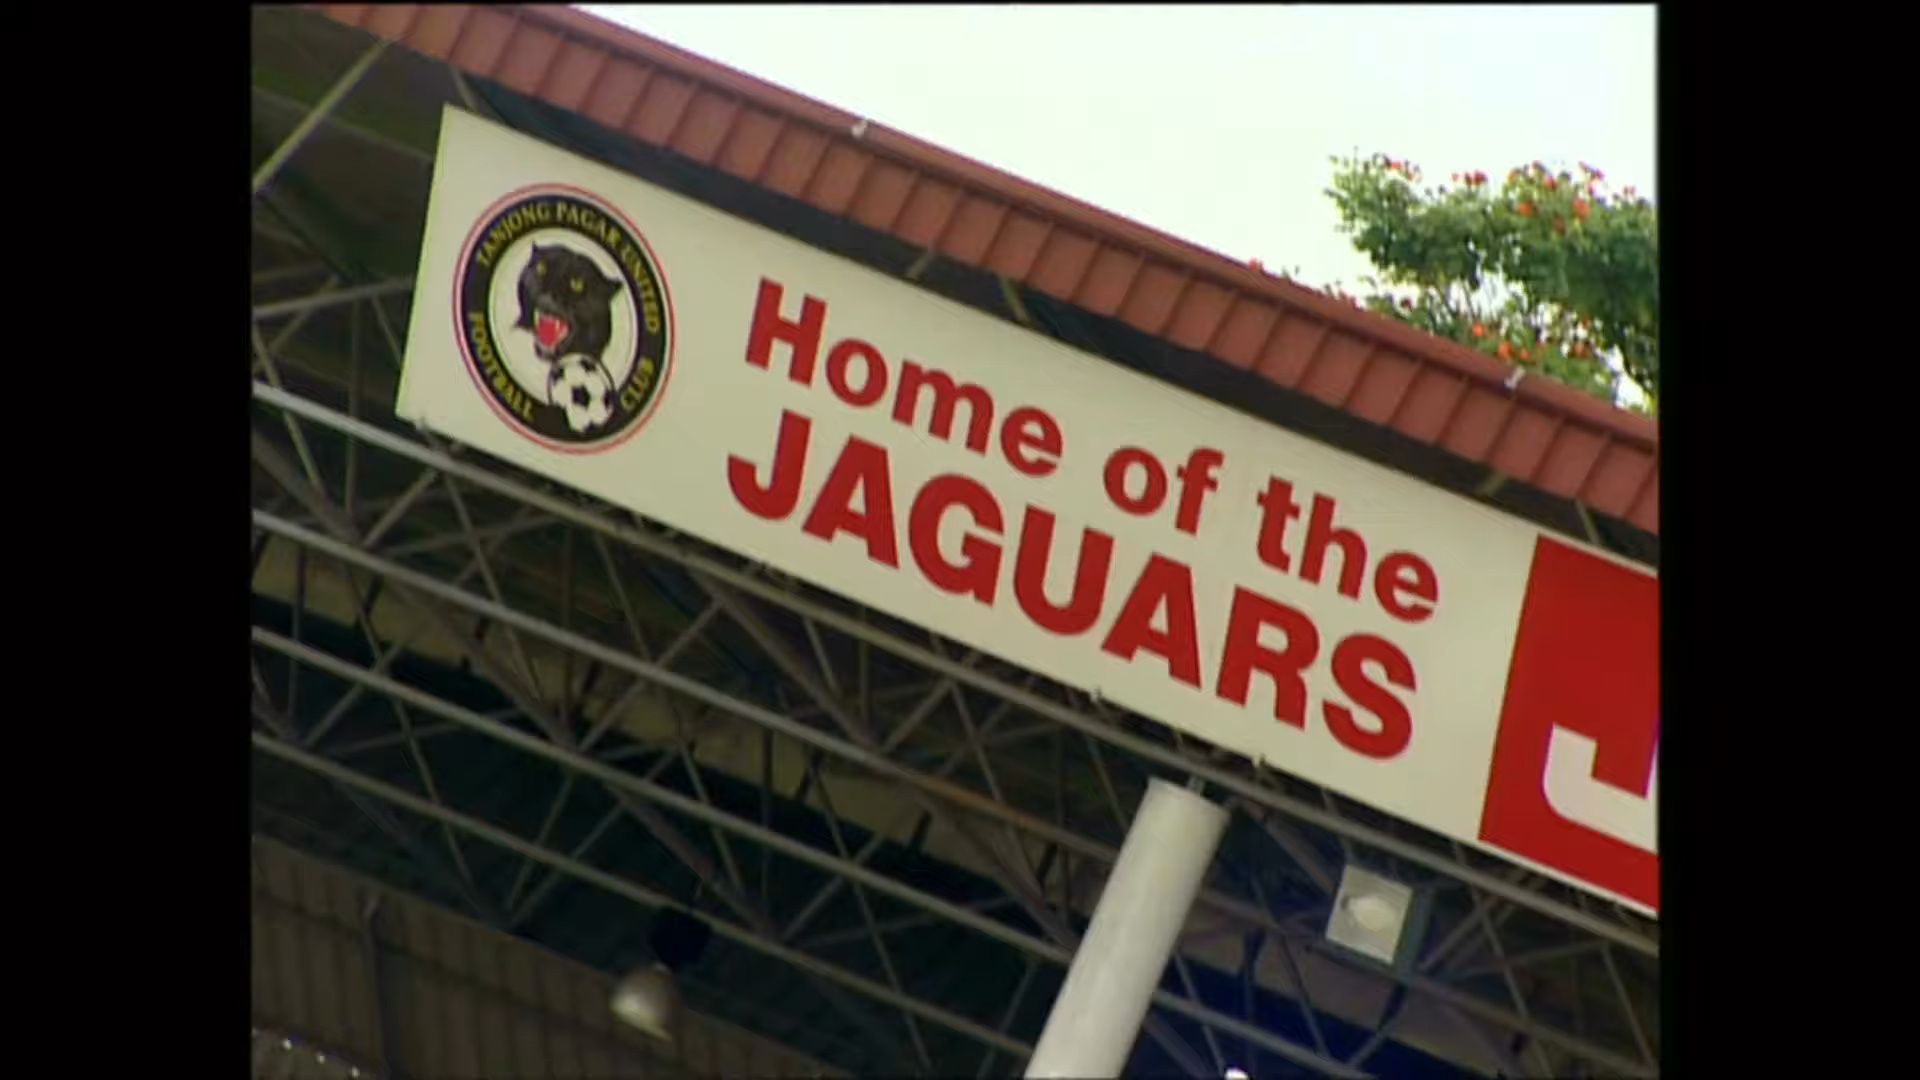 TANJONG PAGAR UNITED
FOOTBALL CLUB
Home of the
JAGUARS
J